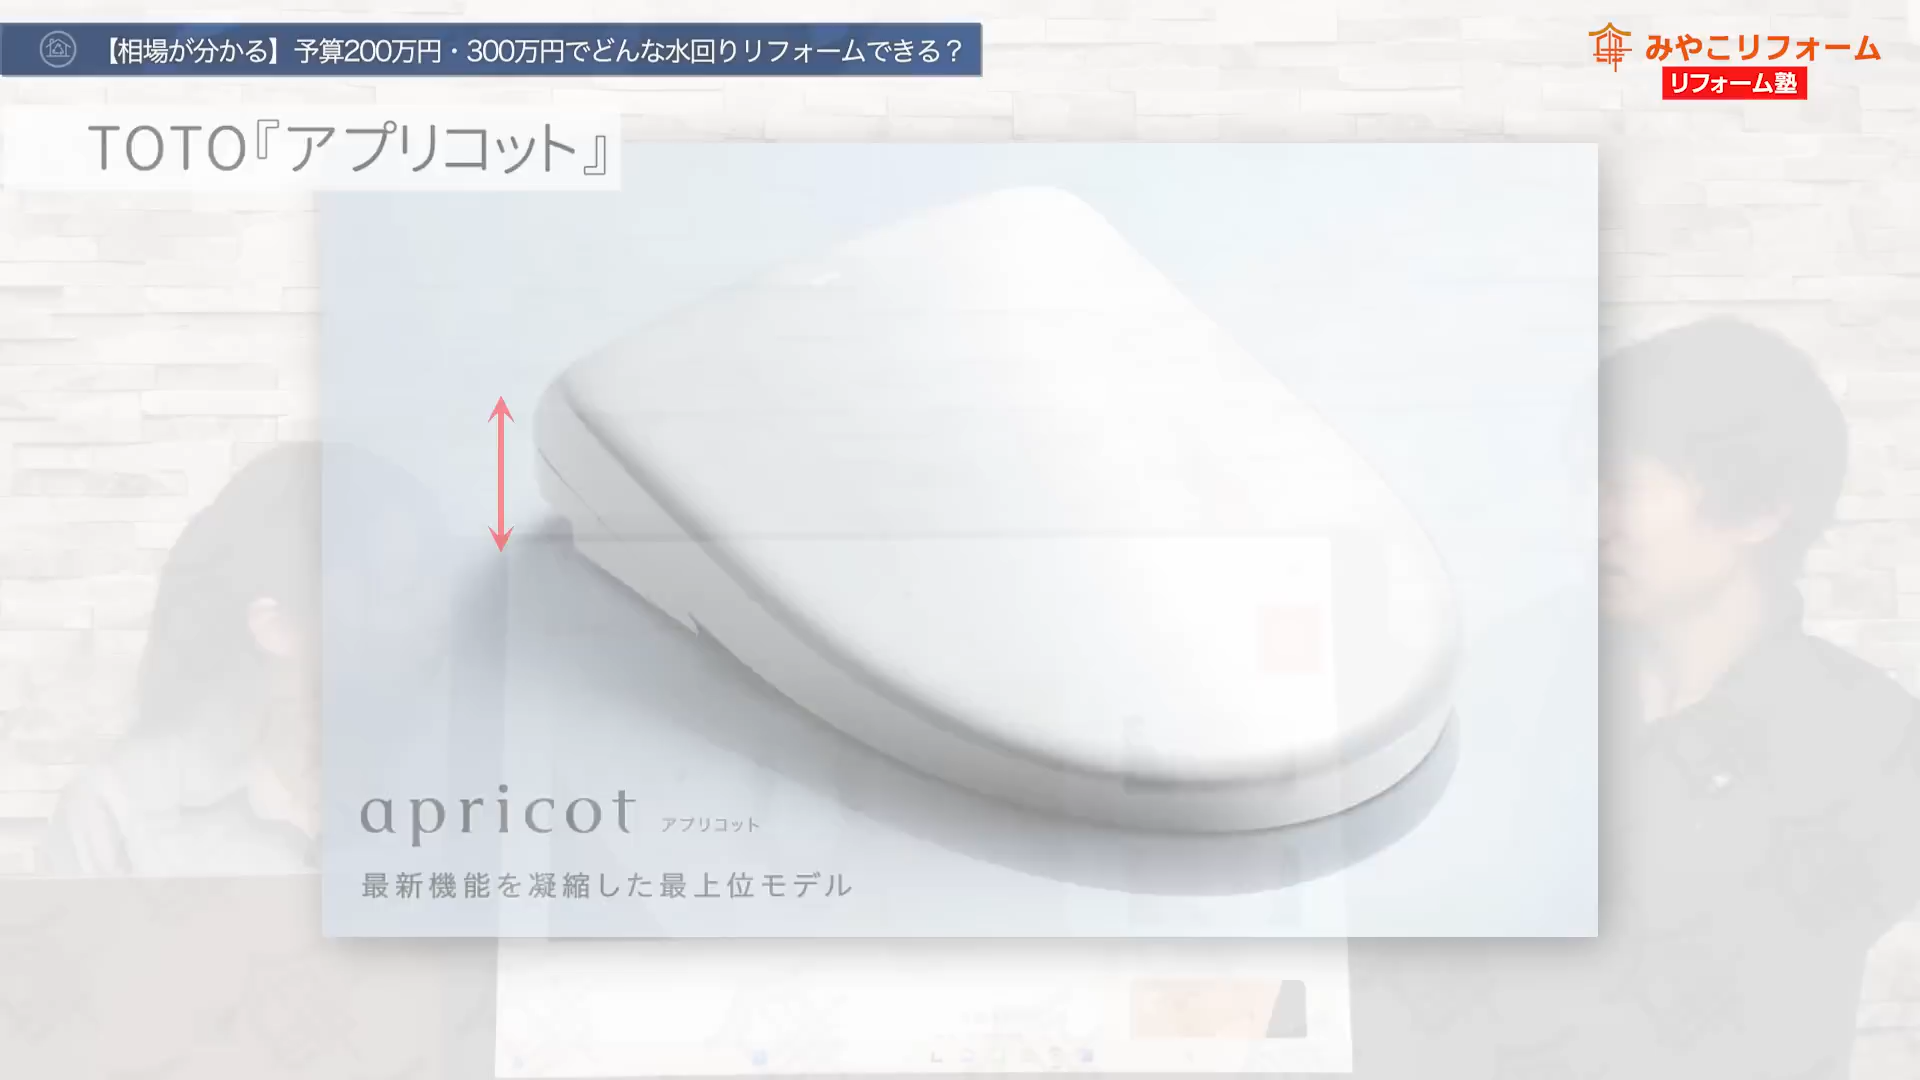 【相場が分かる】予算200万円・300万円でどんな水回りリフォームできる？
みやこリフォーム
リフォーム塾
TOTO『アプリコット』
apricot アプリコット
最新機能を凝縮した最上位モデル